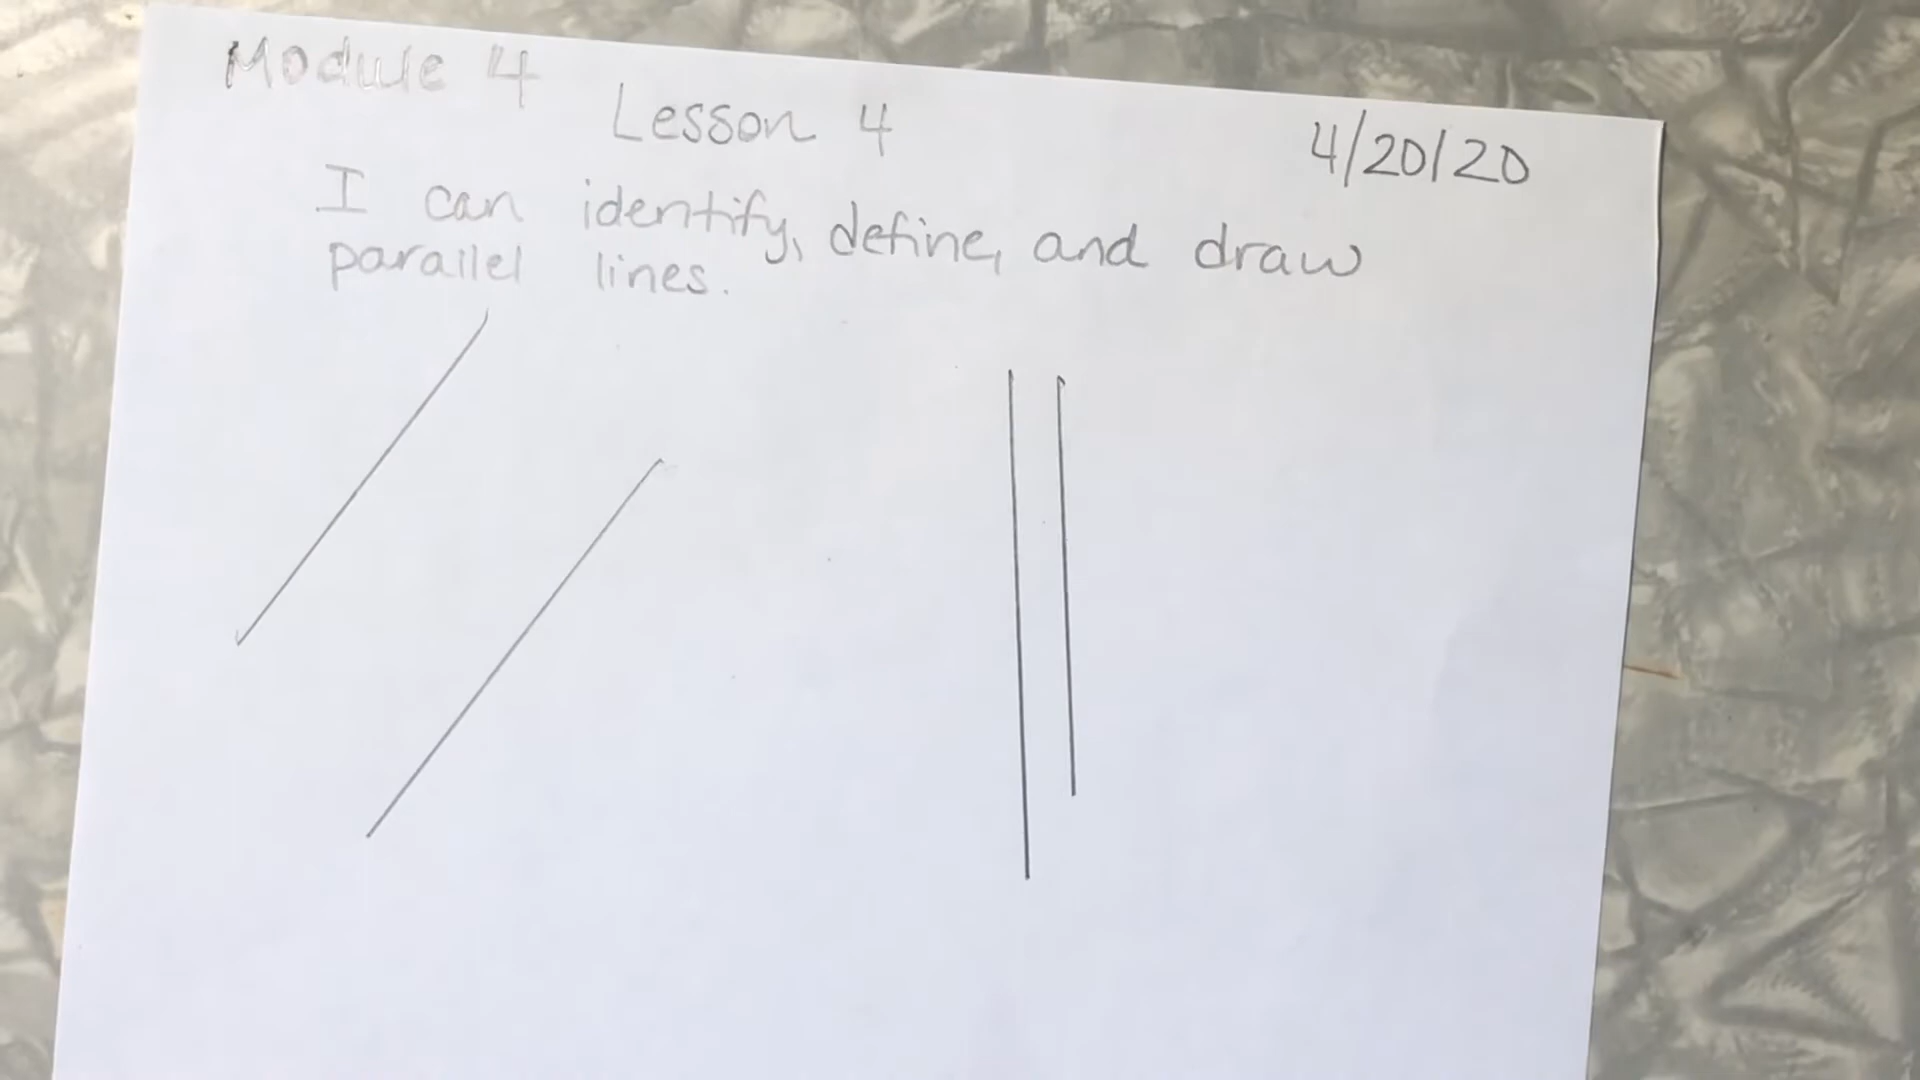 Module 4
Lesson 4
4/20/20
I can identify, define, and draw
parallel lines.